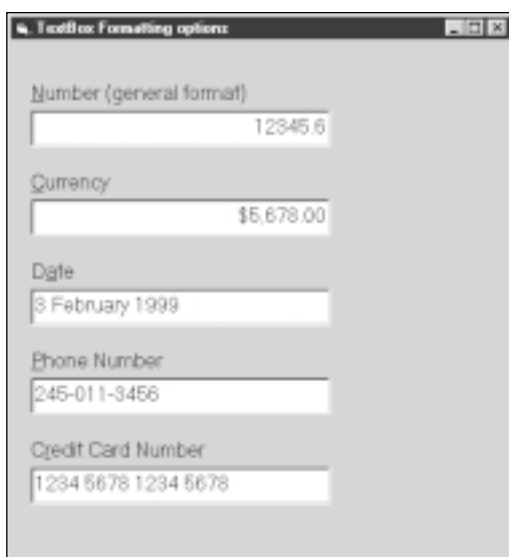 TextBox Formatting options
Number (general format)
12345.6
Currency
$5,678.00
Date
3 February 1999
Phone Number
245-011-3456
Credit Card Number
1234 5678 1234 5678